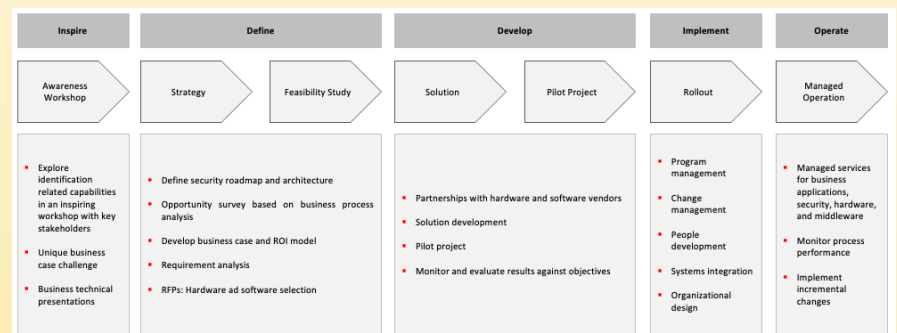 Inspire
Define
Develop
Implement
Operate
Awareness
Workshop
Strategy
Feasibility Study
Solution
Pilot Project
Rollout
Managed
Operation
Explore
identification
related capabilities
in an inspiring
workshop with key
stakeholders
Unique business
case challenge
Business technical
presentations
Define security roadmap and architecture
Opportunity survey based on business process
analysis
Develop business case and ROI model
Requirement analysis
RFPs: Hardware ad software selection
Partnerships with hardware and software vendors
Solution development
Pilot project
Monitor and evaluate results against objectives
Program
management
Change
management
People
development
Systems integration
Organizational
design
Managed services
for business
applications,
security, hardware,
and middleware
Monitor process
performance
Implement
incremental
changes